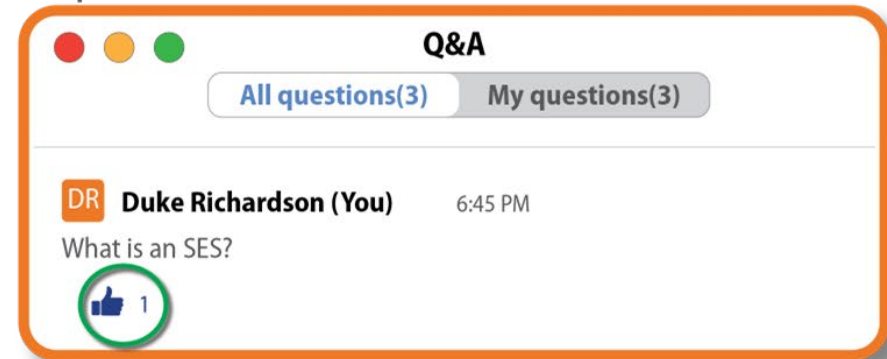 Q&A
All questions(3) My questions(3)
DR Duke Richardson (You) 6:45 PM
What is an SES?
1